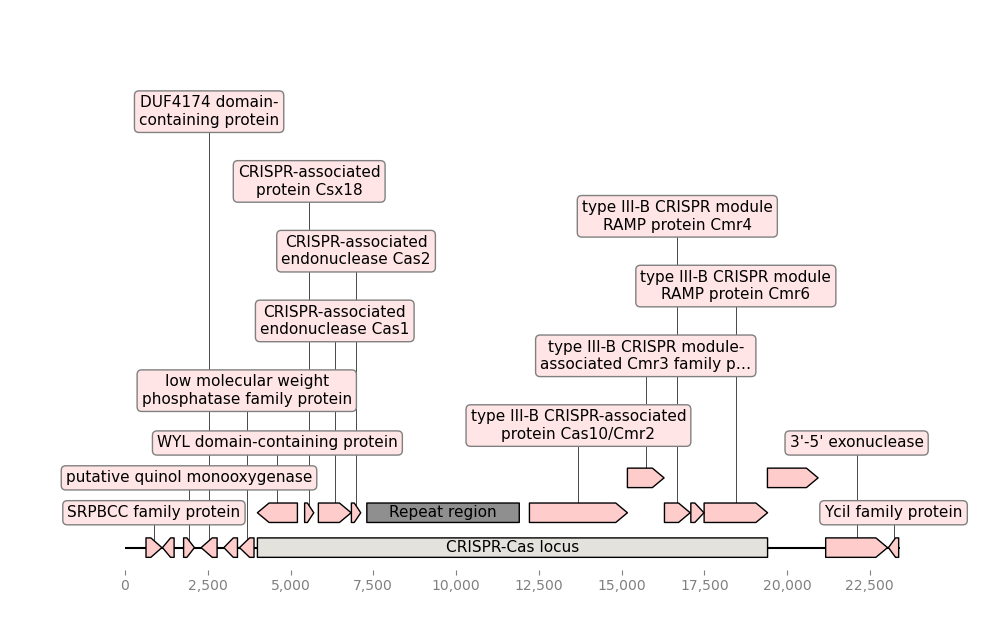 DUF4174 domain-
containing protein
CRISPR-associated
protein Csx18
type III-B CRISPR module
RAMP protein Cmr4
CRISPR-associated
endonuclease Cas2
type III-B CRISPR module
RAMP protein Cmr6
CRISPR-associated
endonuclease Cas1
type III-B CRISPR module-
associated Cmr3 family p...
low molecular weight
phosphatase family protein
type III-B CRISPR-associated
protein Cas10/Cmr2
WYL domain-containing protein
3'-5' exonuclease
putative quinol monooxygenase
SRPBCC family protein
Repeat region
YciI family protein
CRISPR-Cas locus
0 2,500 5,000 7,500 10,000 12,500 15,000 17,500 20,000 22,500